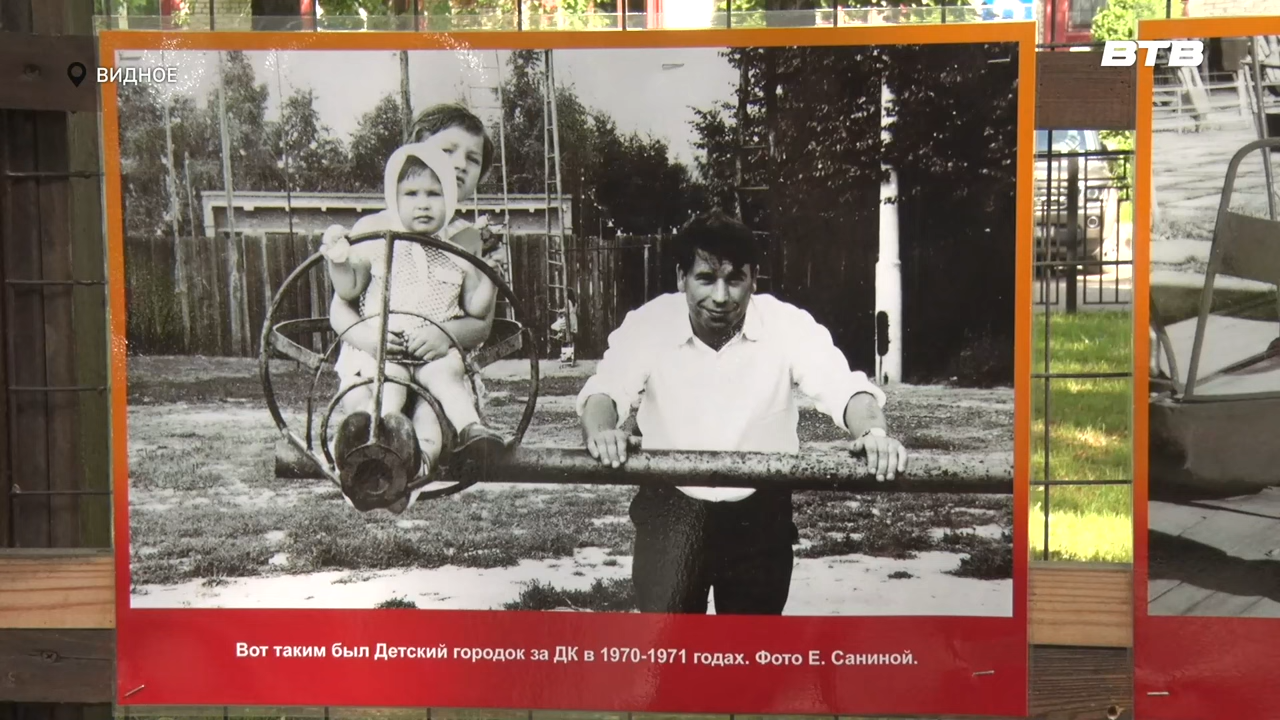 ВИДНОЕ
ВТВ
Вот таким был Детский городок за ДК в 1970-1971 годах. Фото Е. Саниной.